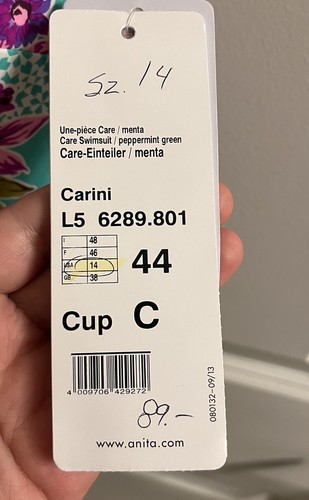 Sz. 14
Une-pièce Care / menta
Care Swimsuit / peppermint green
Care-Einteiler / menta
Carini
L5 6289.801
I 48
F 46
USA 14
GB 38
44
Cup C
4 009706 429272
89.-
www.anita.com
080132-09/13